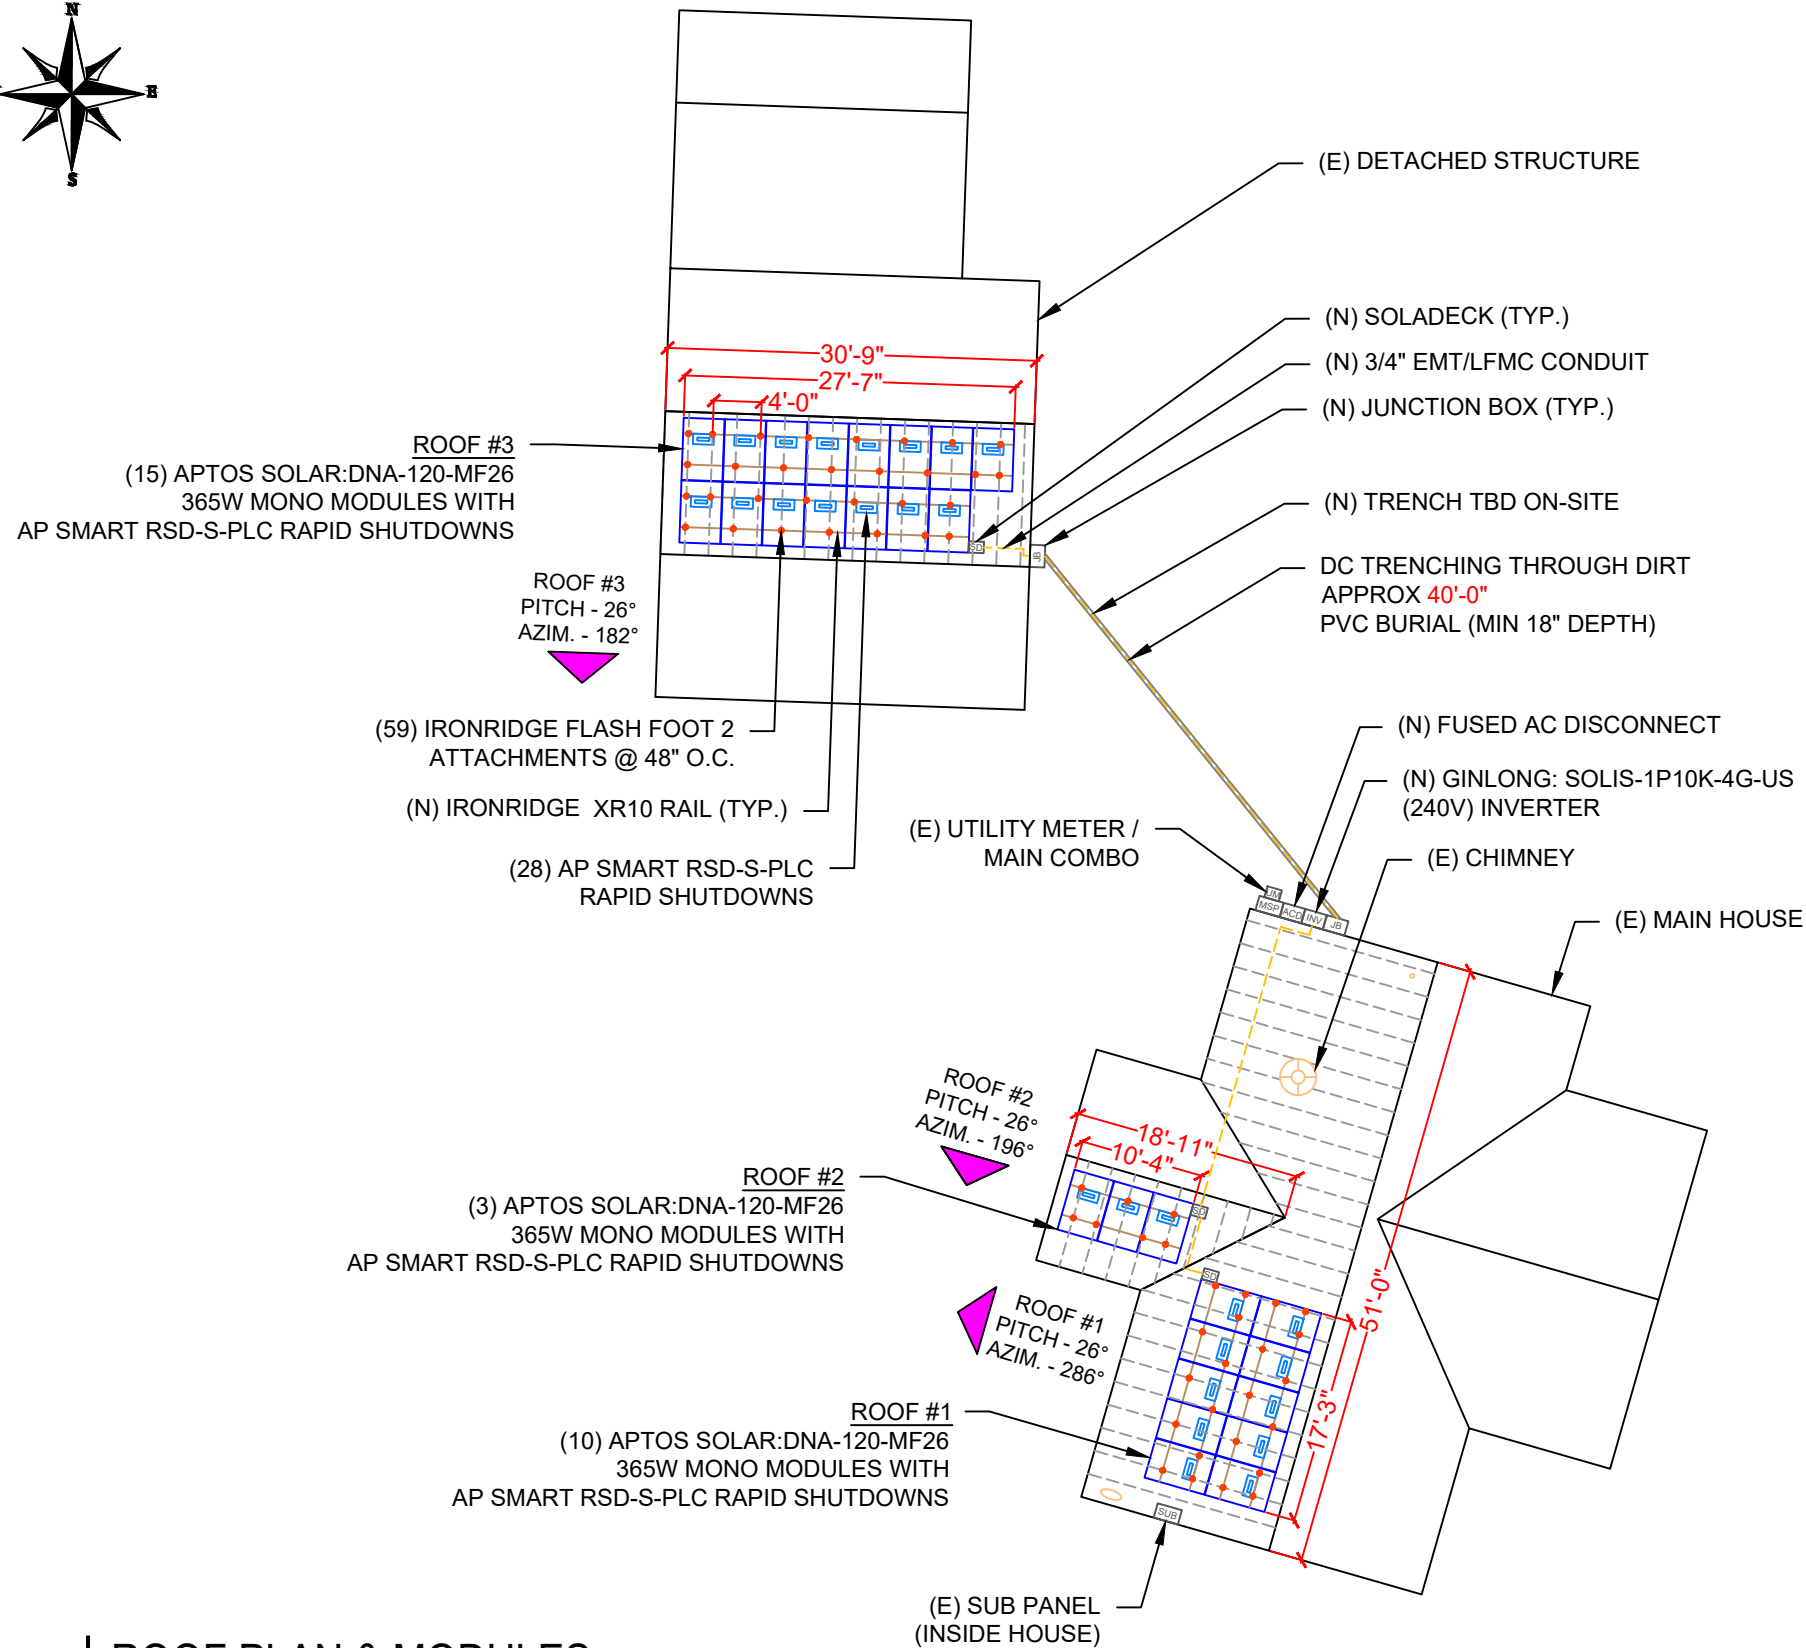 N
E
S
(E) DETACHED STRUCTURE
(N) SOLADECK (TYP.)
(N) 3/4" EMT/LFMC CONDUIT
(N) JUNCTION BOX (TYP.)
(N) TRENCH TBD ON-SITE
DC TRENCHING THROUGH DIRT
APPROX 40'-0"
PVC BURIAL (MIN 18" DEPTH)
30'-9"
27'-7"
4'-0"
ROOF #3
(15) APTOS SOLAR:DNA-120-MF26
365W MONO MODULES WITH
AP SMART RSD-S-PLC RAPID SHUTDOWNS
SD
JB
ROOF #3
PITCH - 26°
AZIM. - 182°
(59) IRONRIDGE FLASH FOOT 2
ATTACHMENTS @ 48" O.C.
(N) IRONRIDGE XR10 RAIL (TYP.)
(28) AP SMART RSD-S-PLC
RAPID SHUTDOWNS
(N) FUSED AC DISCONNECT
(N) GINLONG: SOLIS-1P10K-4G-US
(240V) INVERTER
(E) UTILITY METER /
MAIN COMBO
(E) CHIMNEY
(E) MAIN HOUSE
UM
MSP
ACD
INV
JB
ROOF #2
PITCH - 26°
AZIM. - 196°
18'-11"
10'-4"
ROOF #2
(3) APTOS SOLAR:DNA-120-MF26
365W MONO MODULES WITH
AP SMART RSD-S-PLC RAPID SHUTDOWNS
SD
SD
ROOF #1
PITCH - 26°
AZIM. - 286°
51'-0"
17'-3"
ROOF #1
(10) APTOS SOLAR:DNA-120-MF26
365W MONO MODULES WITH
AP SMART RSD-S-PLC RAPID SHUTDOWNS
SUB
(E) SUB PANEL
(INSIDE HOUSE)
ROOF PLAN & MODULES